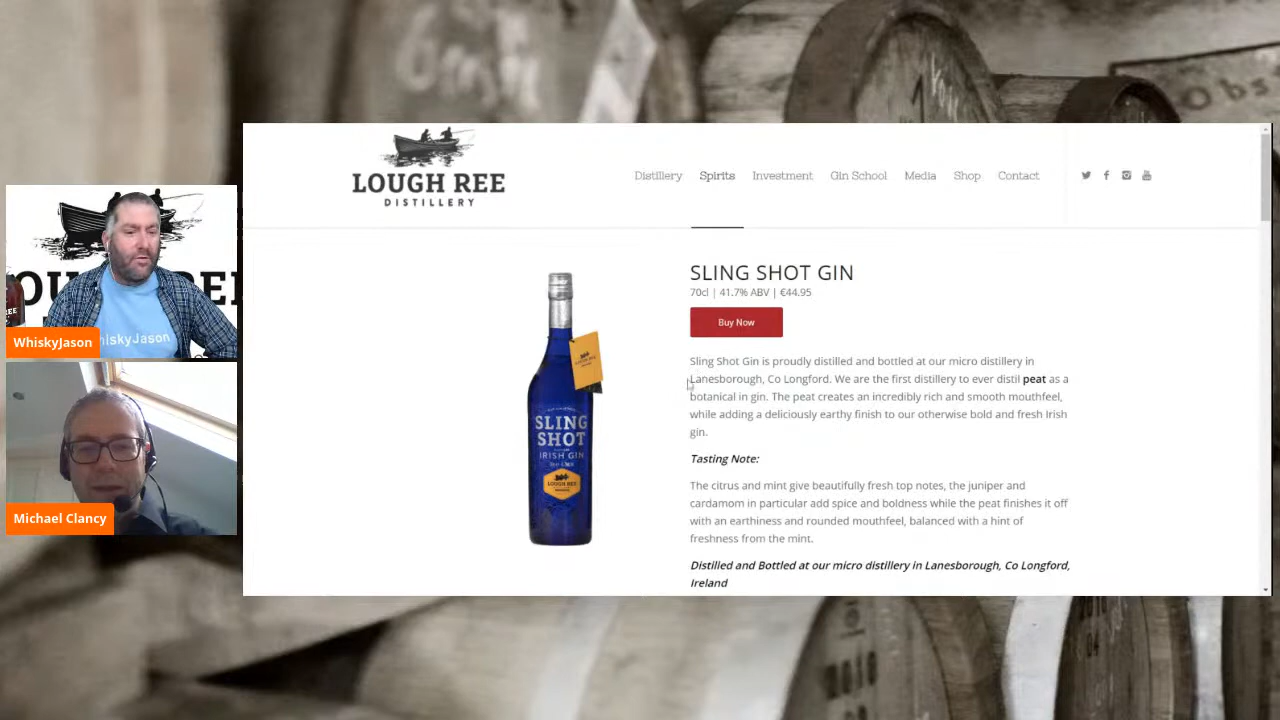 LOUGH REE
DISTILLERY
Distillery Spirits Investment Gin School Media Shop Contact
SLING SHOT GIN
70cl | 41.7% ABV | €44.95
Buy Now
Sling Shot Gin is proudly distilled and bottled at our micro distillery in
Lanesborough, Co Longford. We are the first distillery to ever distil peat as a
botanical in gin. The peat creates an incredibly rich and smooth mouthfeel,
while adding a deliciously earthy finish to our otherwise bold and fresh Irish
gin.
Tasting Note:
The citrus and mint give beautifully fresh top notes, the juniper and
cardamom in particular add spice and boldness while the peat finishes it off
with an earthiness and rounded mouthfeel, balanced with a hint of
freshness from the mint.
Distilled and Bottled at our micro distillery in Lanesborough, Co Longford,
Ireland
SLING
SHOT
IRISH GIN
LOUGH REE
WhiskyJason
hiskyJason
Michael Clancy
Obs